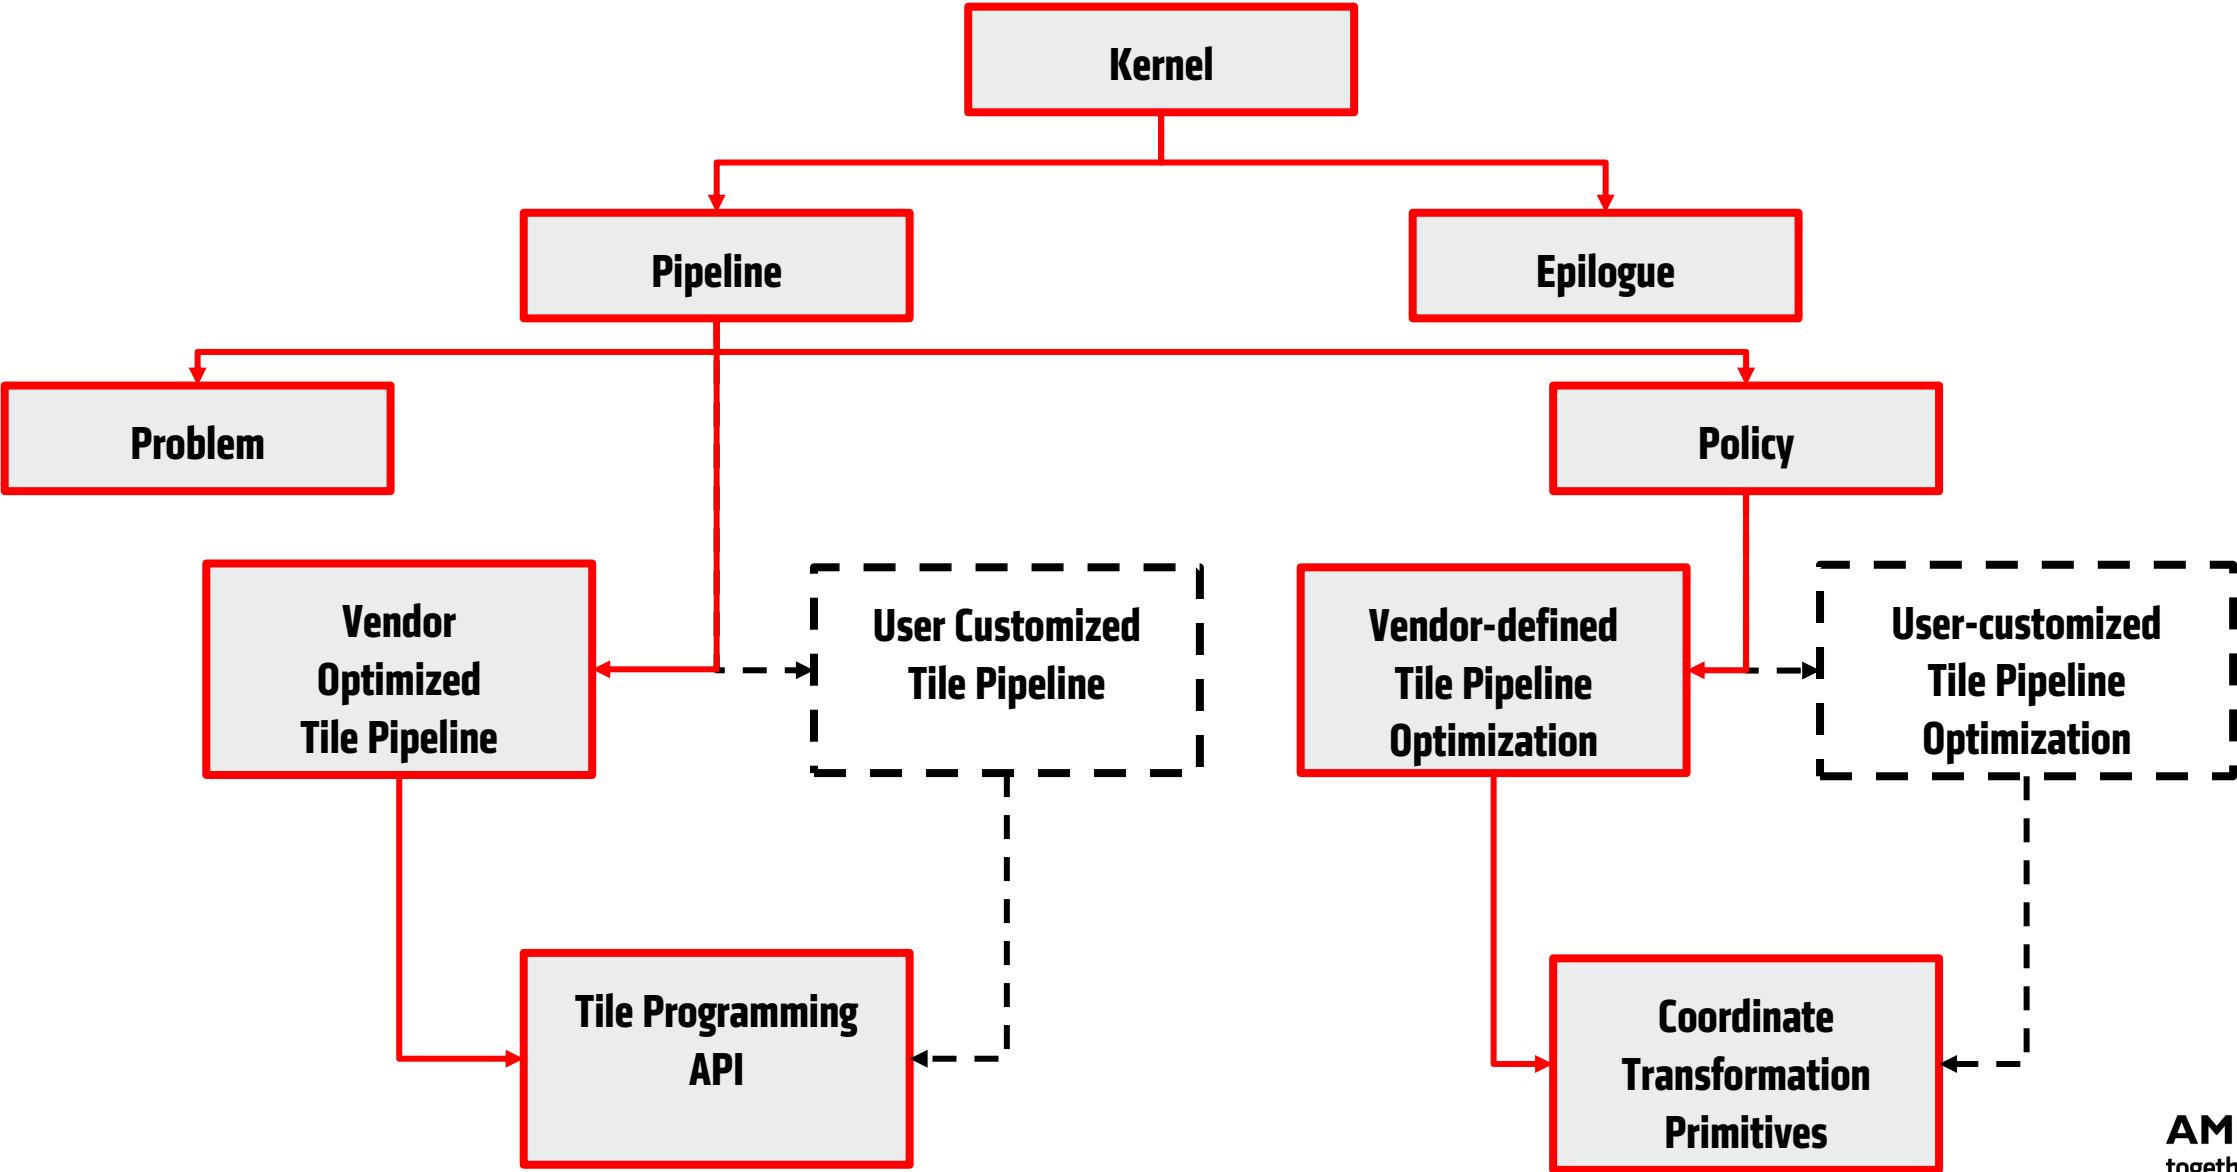 Kernel
Pipeline
Epilogue
Problem
Policy
Vendor
Optimized
Tile Pipeline
User Customized
Tile Pipeline
Vendor-defined
Tile Pipeline
Optimization
User-customized
Tile Pipeline
Optimization
Tile Programming
API
Coordinate
Transformation
Primitives
AM
togeth